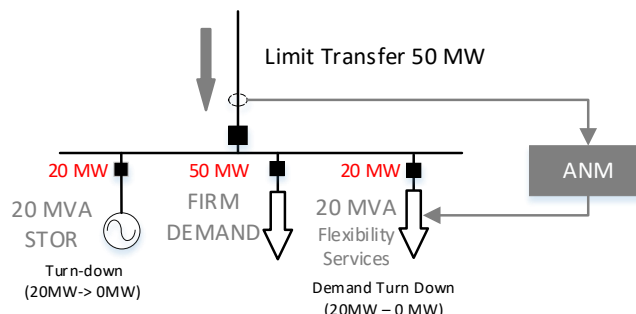 Limit Transfer 50 MW
20 MW
50 MW
20 MW
ANM
20 MVA
STOR
FIRM
DEMAND
20 MVA
Flexibility
Services
Turn-down
(20MW-> 0MW)
Demand Turn Down
(20MW – 0 MW)